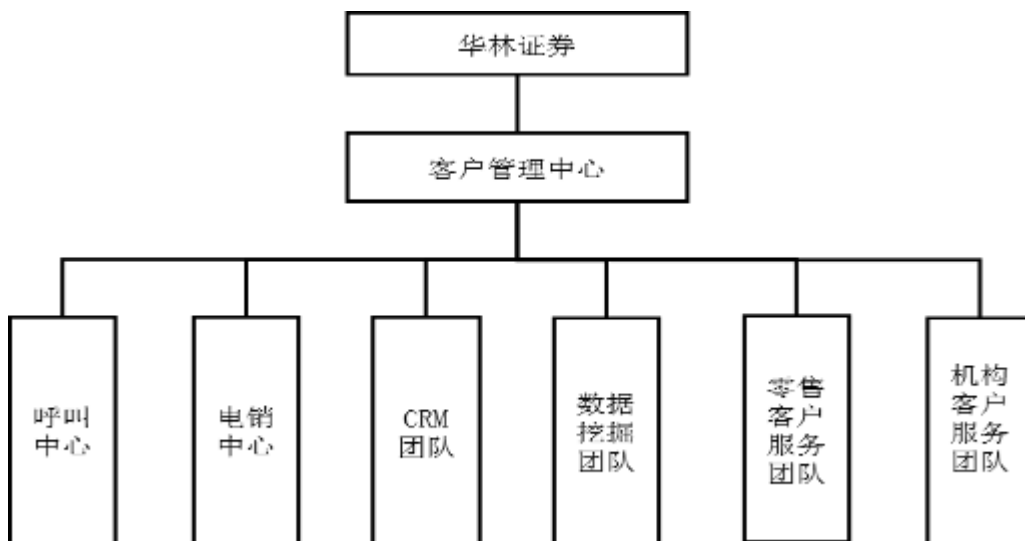 华林证券
客户管理中心
呼叫
中心
电销
中心
CRM
团队
数据
挖掘
团队
零售
客户
服务
团队
机构
客户
服务
团队